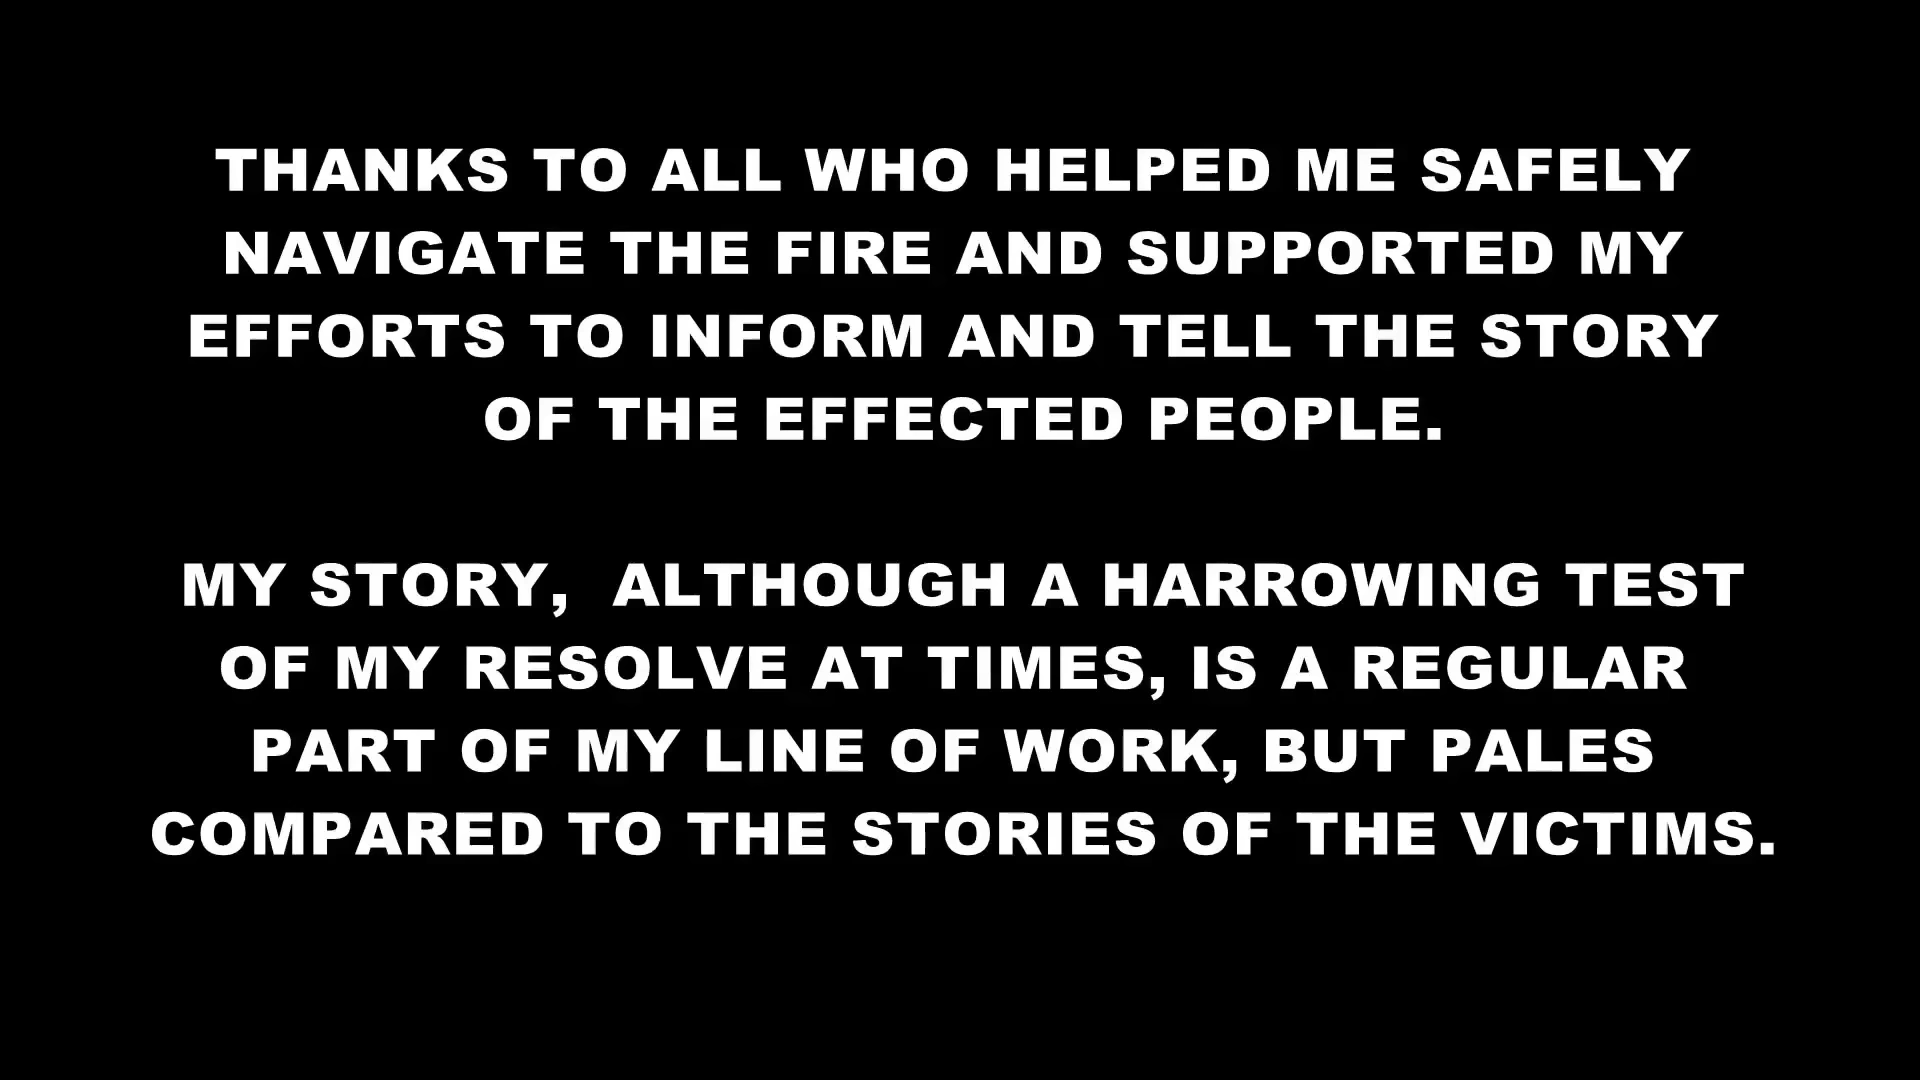 THANKS TO ALL WHO HELPED ME SAFELY
NAVIGATE THE FIRE AND SUPPORTED MY
EFFORTS TO INFORM AND TELL THE STORY
OF THE EFFECTED PEOPLE.
MY STORY,  ALTHOUGH A HARROWING TEST
OF MY RESOLVE AT TIMES, IS A REGULAR
PART OF MY LINE OF WORK, BUT PALES
COMPARED TO THE STORIES OF THE VICTIMS.